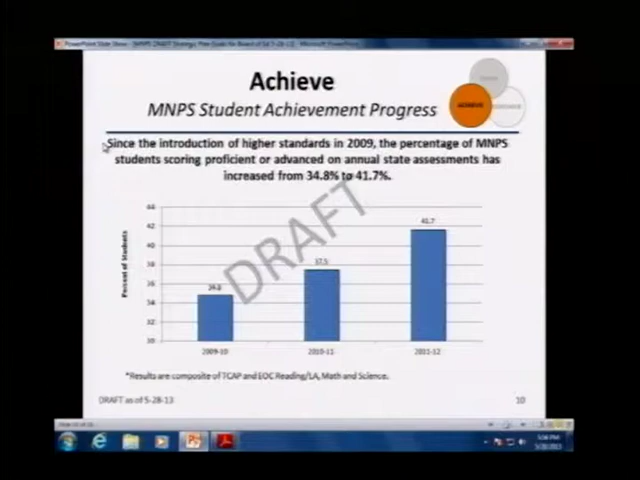 Achieve
MNPS Student Achievement Progress
ACHIEVE
Since the introduction of higher standards in 2009, the percentage of MNPS
students scoring proficient or advanced on annual state assessments has
increased from 34.8% to 41.7%.
DRAFT
Percent of Students
44
42
40
38
36
34
32
30
34.8
37.5
41.7
2009-10
2010-11
2011-12
*Results are composite of TCAP and EOC Reading/LA, Math and Science.
DRAFT as of 5-28-13
10